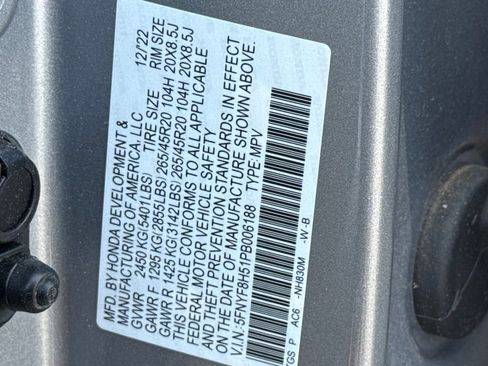 MFD. BY HONDA DEVELOPMENT &
MANUFACTURING OF AMERICA, LLC 12/22
GVWR 2450 KG(5401LBS) TIRE SIZE RIM SIZE
GAWR F 1295 KG(2855LBS) 265/45R20 104H 20X8.5J
GAWR R 1425 KG(3142LBS) 265/45R20 104H 20X8.5J
THIS VEHICLE CONFORMS TO ALL APPLICABLE
FEDERAL MOTOR VEHICLE SAFETY
AND THEFT PREVENTION STANDARDS IN EFFECT
ON THE DATE OF MANUFACTURE SHOWN ABOVE.
V.I.N.: 5FNYF8H51PB006188 TYPE: MPV
TGS P AC6 -NH830M -W-B